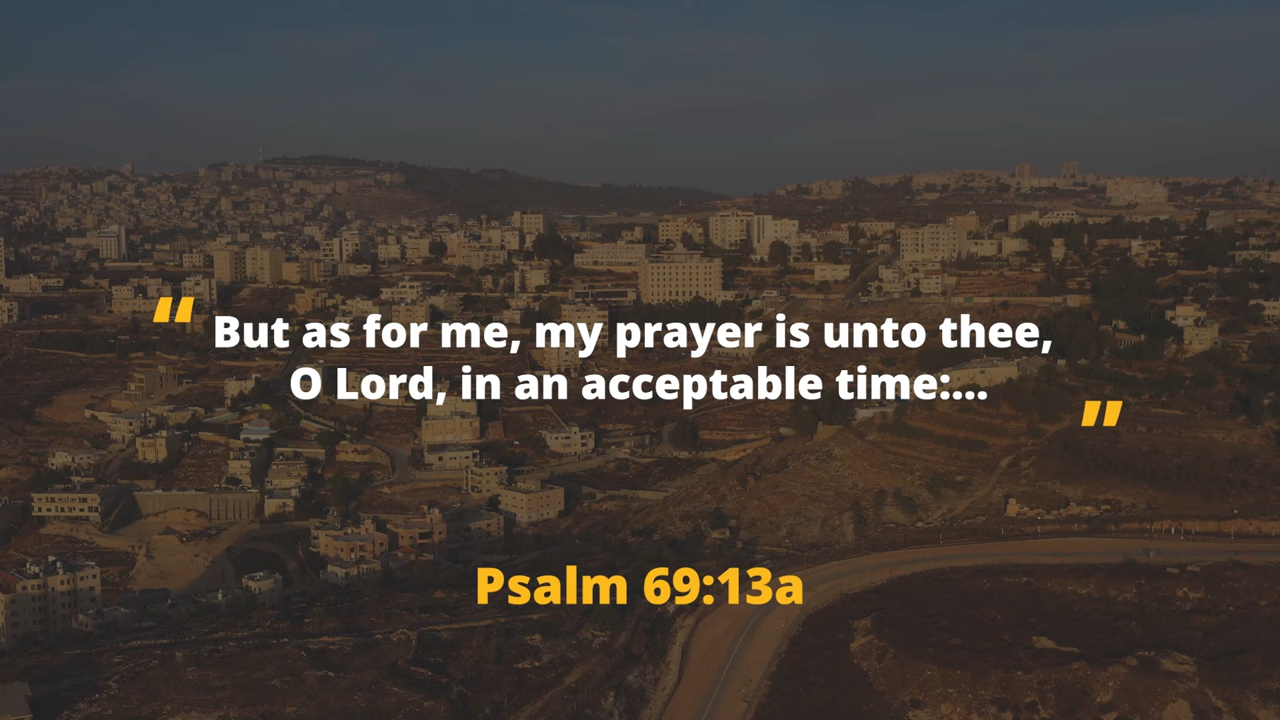 “But as for me, my prayer is unto thee,
O Lord, in an acceptable time:...”
Psalm 69:13a